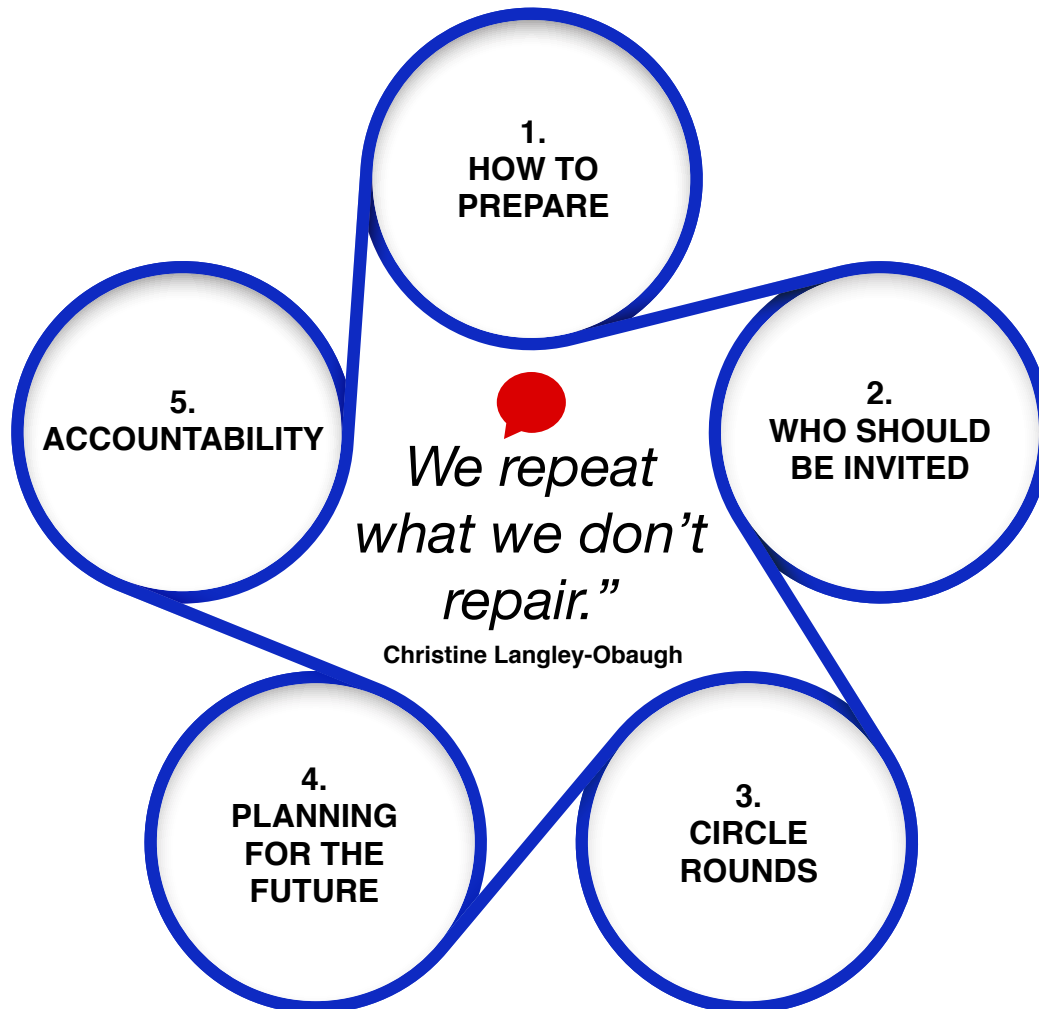 1.
HOW TO
PREPARE
2.
WHO SHOULD
BE INVITED
3.
CIRCLE
ROUNDS
4.
PLANNING
FOR THE
FUTURE
5.
ACCOUNTABILITY
We repeat
what we don’t
repair.”
Christine Langley-Obaugh